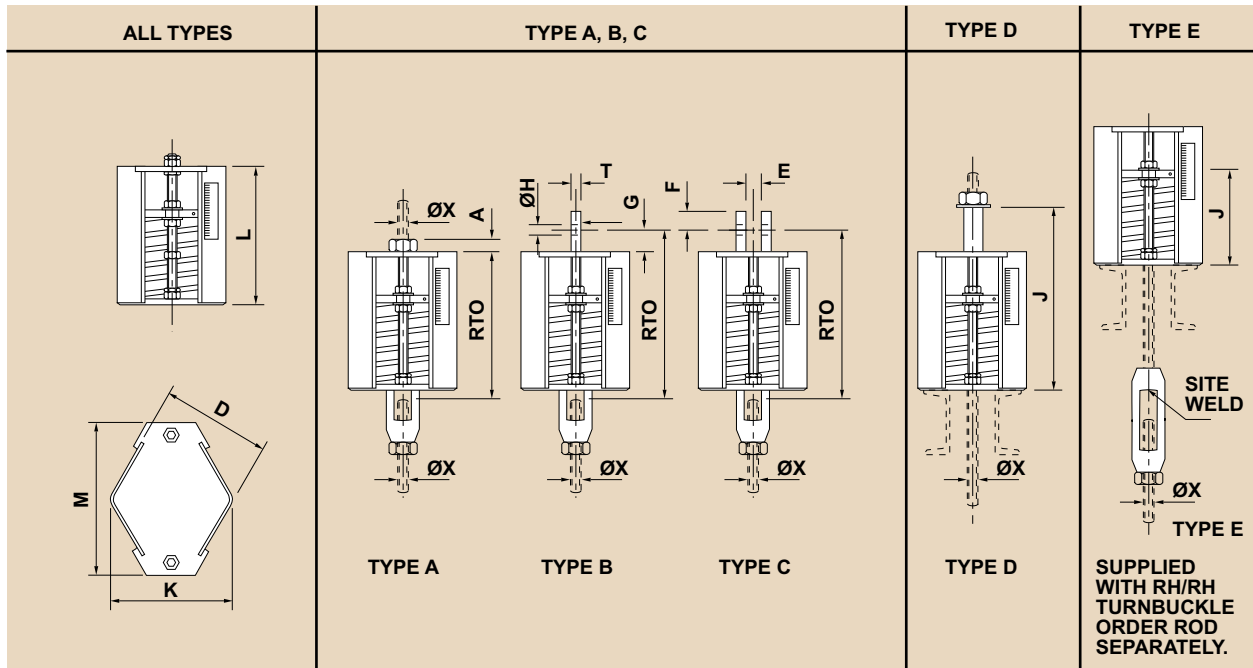 ALL TYPES
TYPE A, B, C
TYPE D
TYPE E
L
D
M
K
ØX
A
RTO
ØX
TYPE A
ØH
T
G
RTO
ØX
TYPE B
F
E
RTO
ØX
TYPE C
J
ØX
TYPE D
J
SITE
WELD
ØX
TYPE E
SUPPLIED
WITH RH/RH
TURNBUCKLE
ORDER ROD
SEPARATELY.